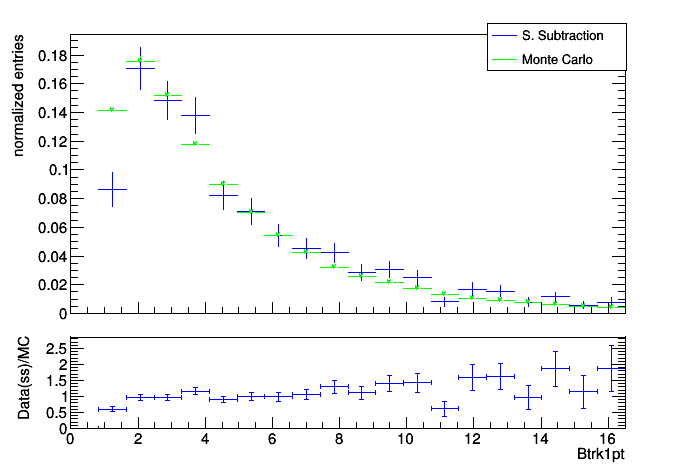 S. Subtraction
Monte Carlo
normalized entries
0.18
0.16
0.14
0.12
0.1
0.08
0.06
0.04
0.02
0
Data(ss)/MC
2.5
2
1.5
1
0.5
0
0 2 4 6 8 10 12 14 16
Btrk1pt